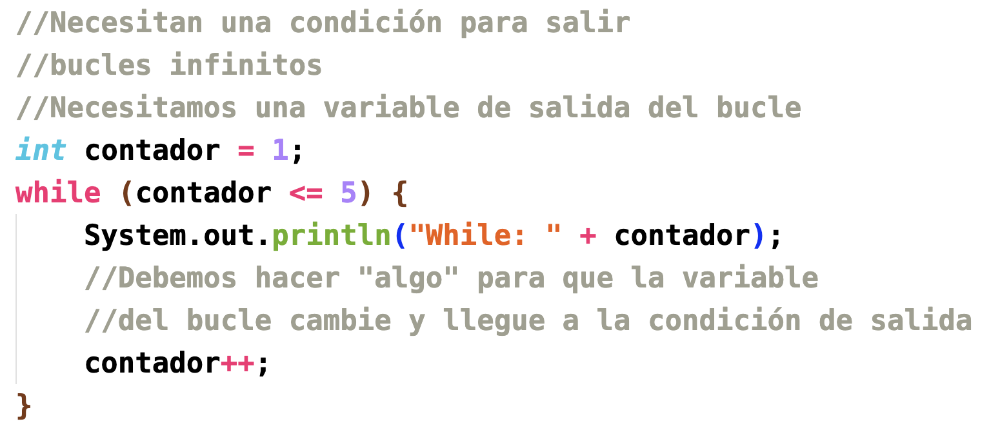 //Necesitan una condición para salir
//bucles infinitos
//Necesitamos una variable de salida del bucle
int contador = 1;
while (contador <= 5) {
    System.out.println("While: " + contador);
    //Debemos hacer "algo" para que la variable
    //del bucle cambie y llegue a la condición de salida
    contador++;
}